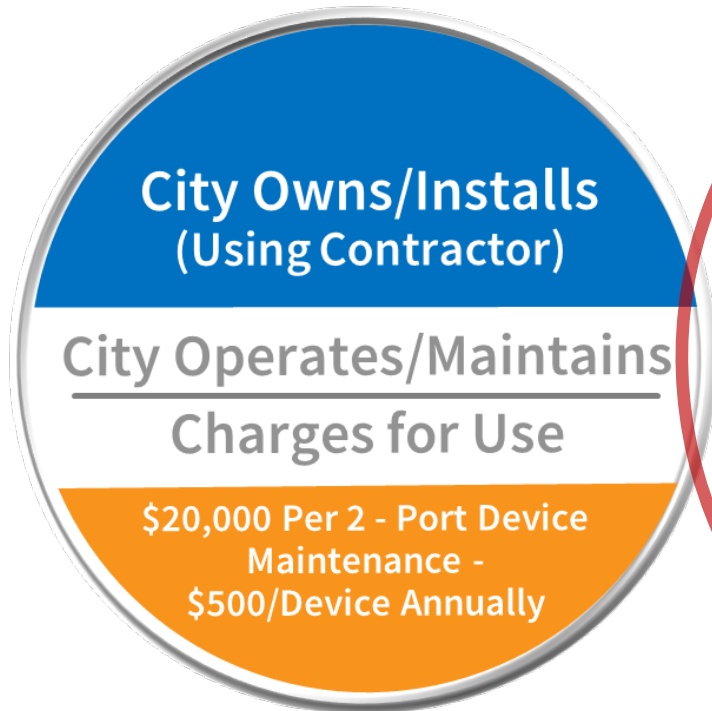 City Owns/Installs
(Using Contractor)
City Operates/Maintains
Charges for Use
$20,000 Per 2 - Port Device
Maintenance -
$500/Device Annually